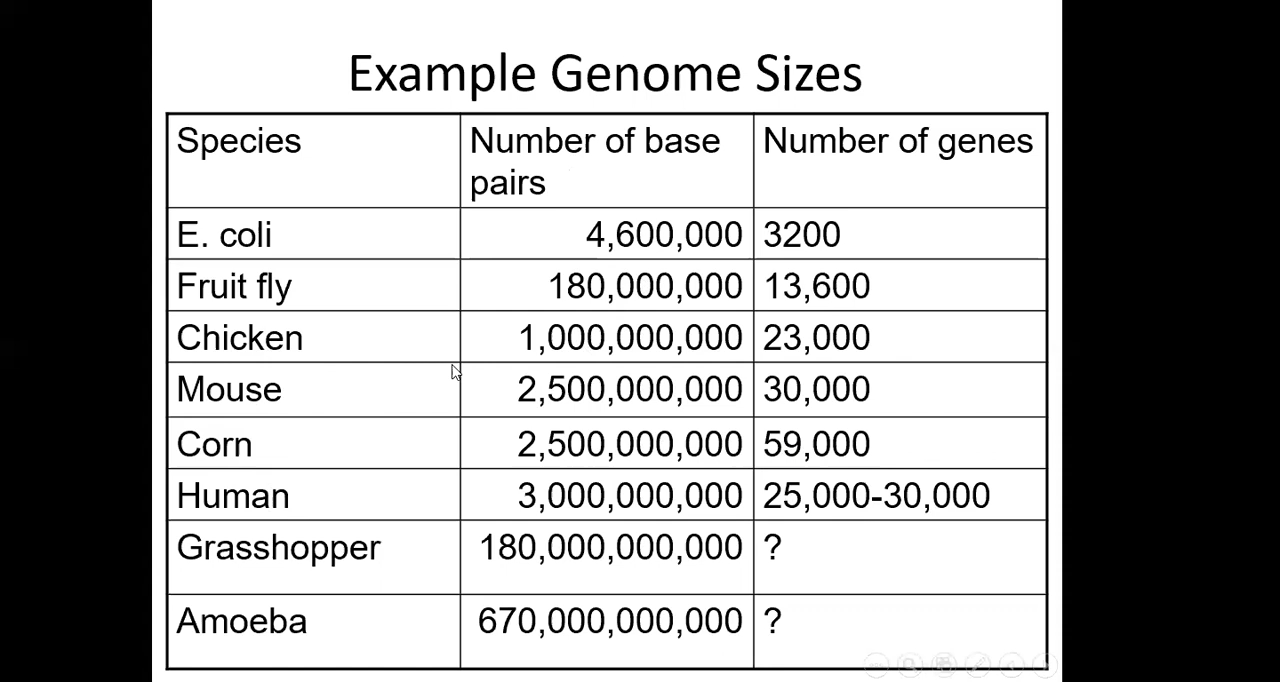 Example Genome Sizes
Species Number of base pairs Number of genes
E. coli 4,600,000 3200
Fruit fly 180,000,000 13,600
Chicken 1,000,000,000 23,000
Mouse 2,500,000,000 30,000
Corn 2,500,000,000 59,000
Human 3,000,000,000 25,000-30,000
Grasshopper 180,000,000,000 ?
Amoeba 670,000,000,000 ?